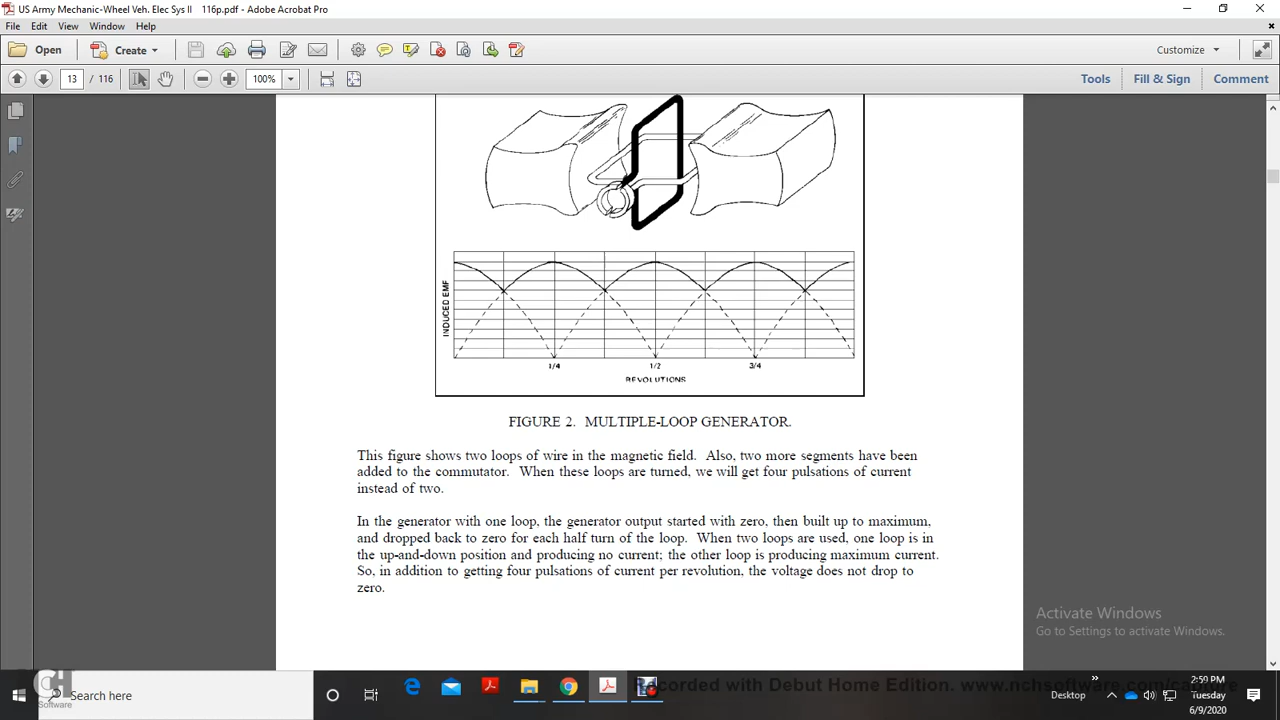 US Army Mechanic-Wheel Veh. Elec Sys II 116p.pdf - Adobe Acrobat Pro
File Edit View Window Help
Open Create Customize
13 / 116 100% Tools Fill & Sign Comment
INDUCED EMF
1/4 1/2 3/4
REVOLUTIONS
FIGURE 2. MULTIPLE-LOOP GENERATOR.
This figure shows two loops of wire in the magnetic field. Also, two more segments have been
added to the commutator. When these loops are turned, we will get four pulsations of current
instead of two.
In the generator with one loop, the generator output started with zero, then built up to maximum,
and dropped back to zero for each half turn of the loop. When two loops are used, one loop is in
the up-and-down position and producing no current; the other loop is producing maximum current.
So, in addition to getting four pulsations of current per revolution, the voltage does not drop to
zero.
Activate Windows
Go to Settings to activate Windows.
CH
Software
Search here
Recorded with Debut Home Edition. www.nchsoftware.com/capture
Desktop
2:59 PM
Tuesday
6/9/2020